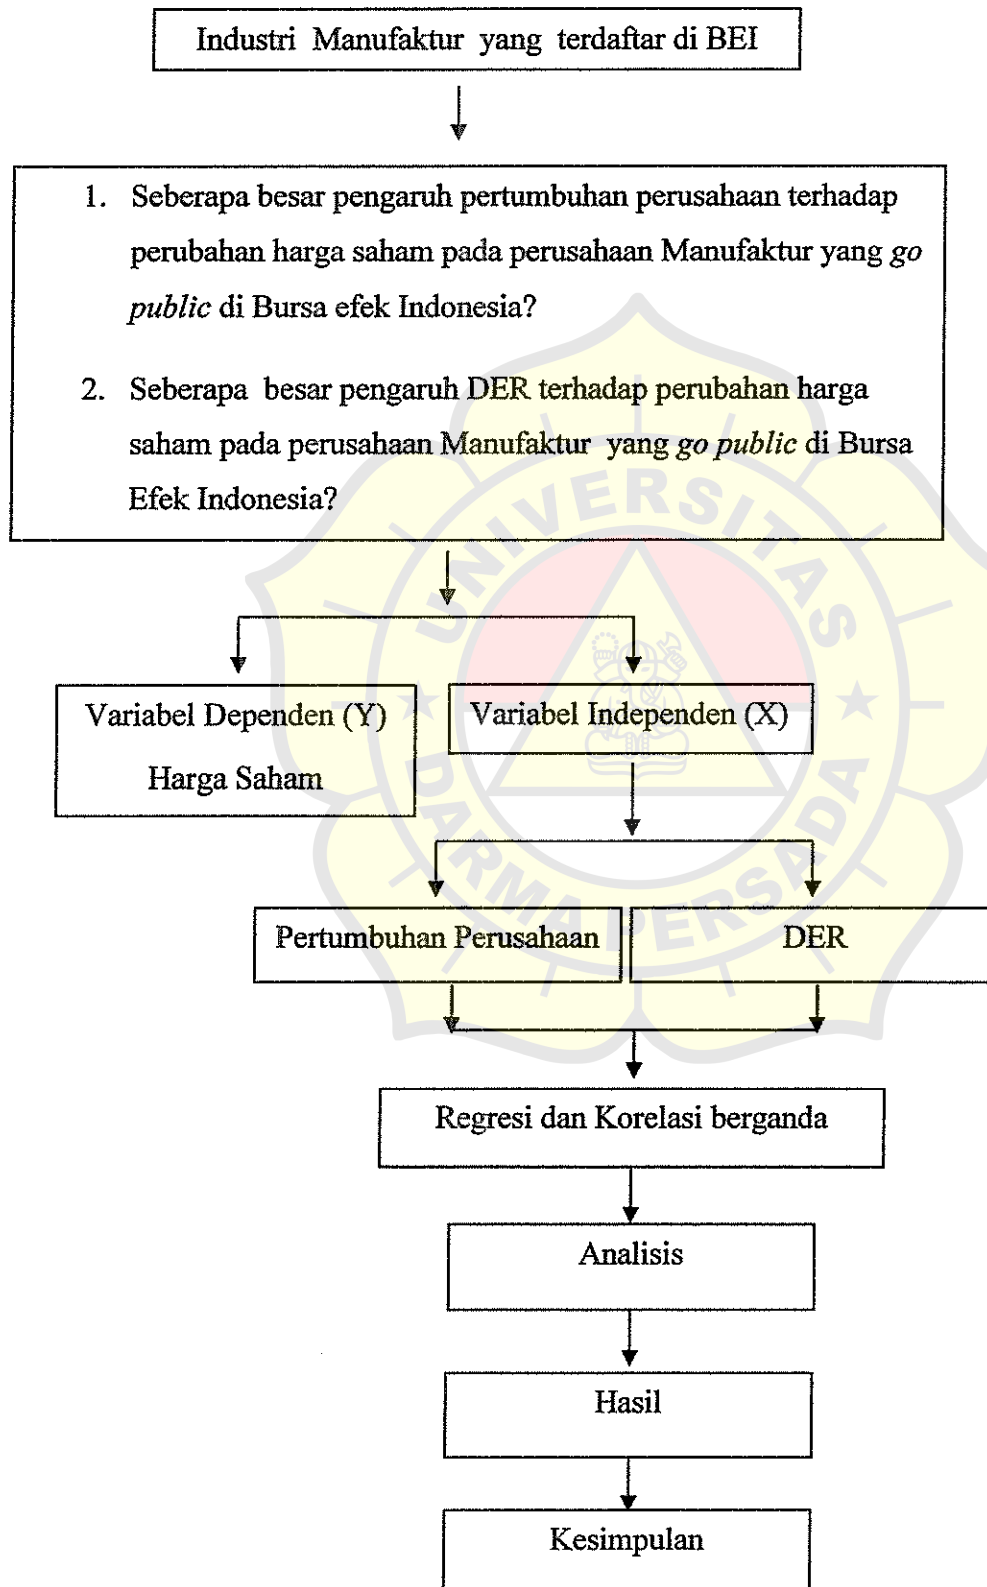 Industri Manufaktur yang terdaftar di BEI
1. Seberapa besar pengaruh pertumbuhan perusahaan terhadap
perubahan harga saham pada perusahaan Manufaktur yang go
public di Bursa efek Indonesia?
2. Seberapa besar pengaruh DER terhadap perubahan harga
saham pada perusahaan Manufaktur yang go public di Bursa
Efek Indonesia?
UNIVERSITAS
Variabel Dependen (Y)
Harga Saham
Variabel Independen (X)
DARMA PERSADA
Pertumbuhan Perusahaan
DER
Regresi dan Korelasi berganda
Analisis
Hasil
Kesimpulan